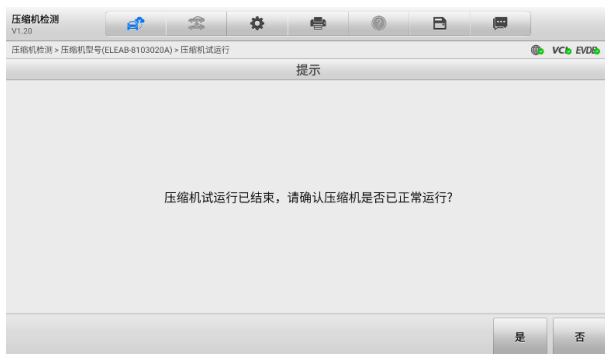 压缩机检测
V1.20
压缩机检测 > 压缩机型号(ELEAB-8103020A) > 压缩机试运行
VCI EVDB
提示
压缩机试运行已结束，请确认压缩机是否已正常运行?
是 否